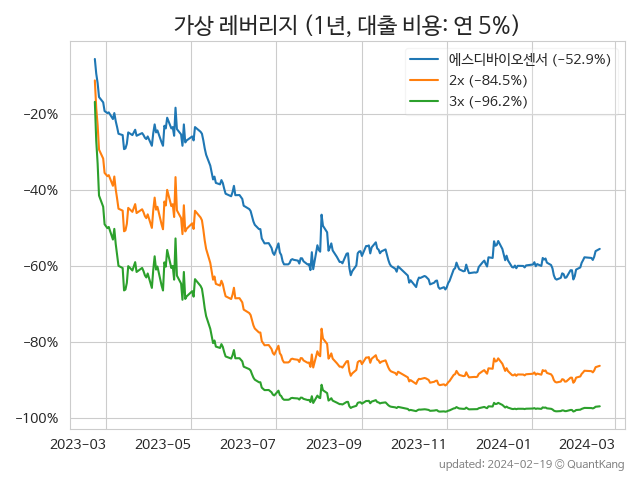 가상 레버리지 (1년, 대출 비용: 연 5%)
에스디바이오센서 (−52.9%)
2x (−84.5%)
3x (−96.2%)
−20%
−40%
−60%
−80%
−100%
2023−03 2023−05 2023−07 2023−09 2023−11 2024−01 2024−03
updated: 2024−02−19 © QuantKang